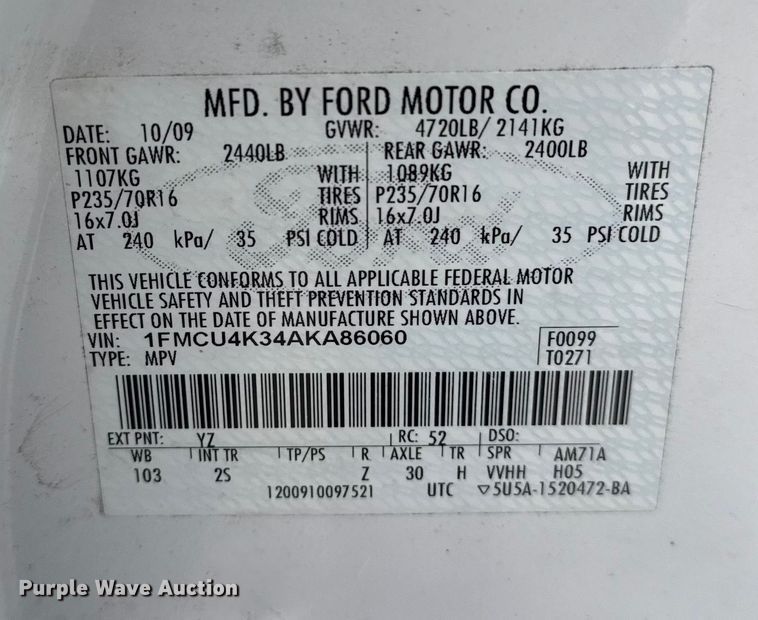 MFD. BY FORD MOTOR CO.
DATE: 10/09 GVWR: 4720LB/ 2141KG
FRONT GAWR: 2440LB REAR GAWR: 2400LB
1107KG WITH 1089KG WITH
P235/70R16 TIRES P235/70R16 TIRES
16x7.0J RIMS 16x7.0J RIMS
AT 240 kPa/ 35 PSI COLD AT 240 kPa/ 35 PSI COLD
THIS VEHICLE CONFORMS TO ALL APPLICABLE FEDERAL MOTOR
VEHICLE SAFETY AND THEFT PREVENTION STANDARDS IN
EFFECT ON THE DATE OF MANUFACTURE SHOWN ABOVE.
VIN: 1FMCU4K34AKA86060 F0099
TYPE: MPV T0271
EXT PNT: YZ RC: 52 DSO:
WB INT TR TP/PS R AXLE TR SPR AM71A
103 2S Z 30 H VVHH H05
1200910097521 UTC ▽5U5A-1520472-BA
Purple Wave Auction